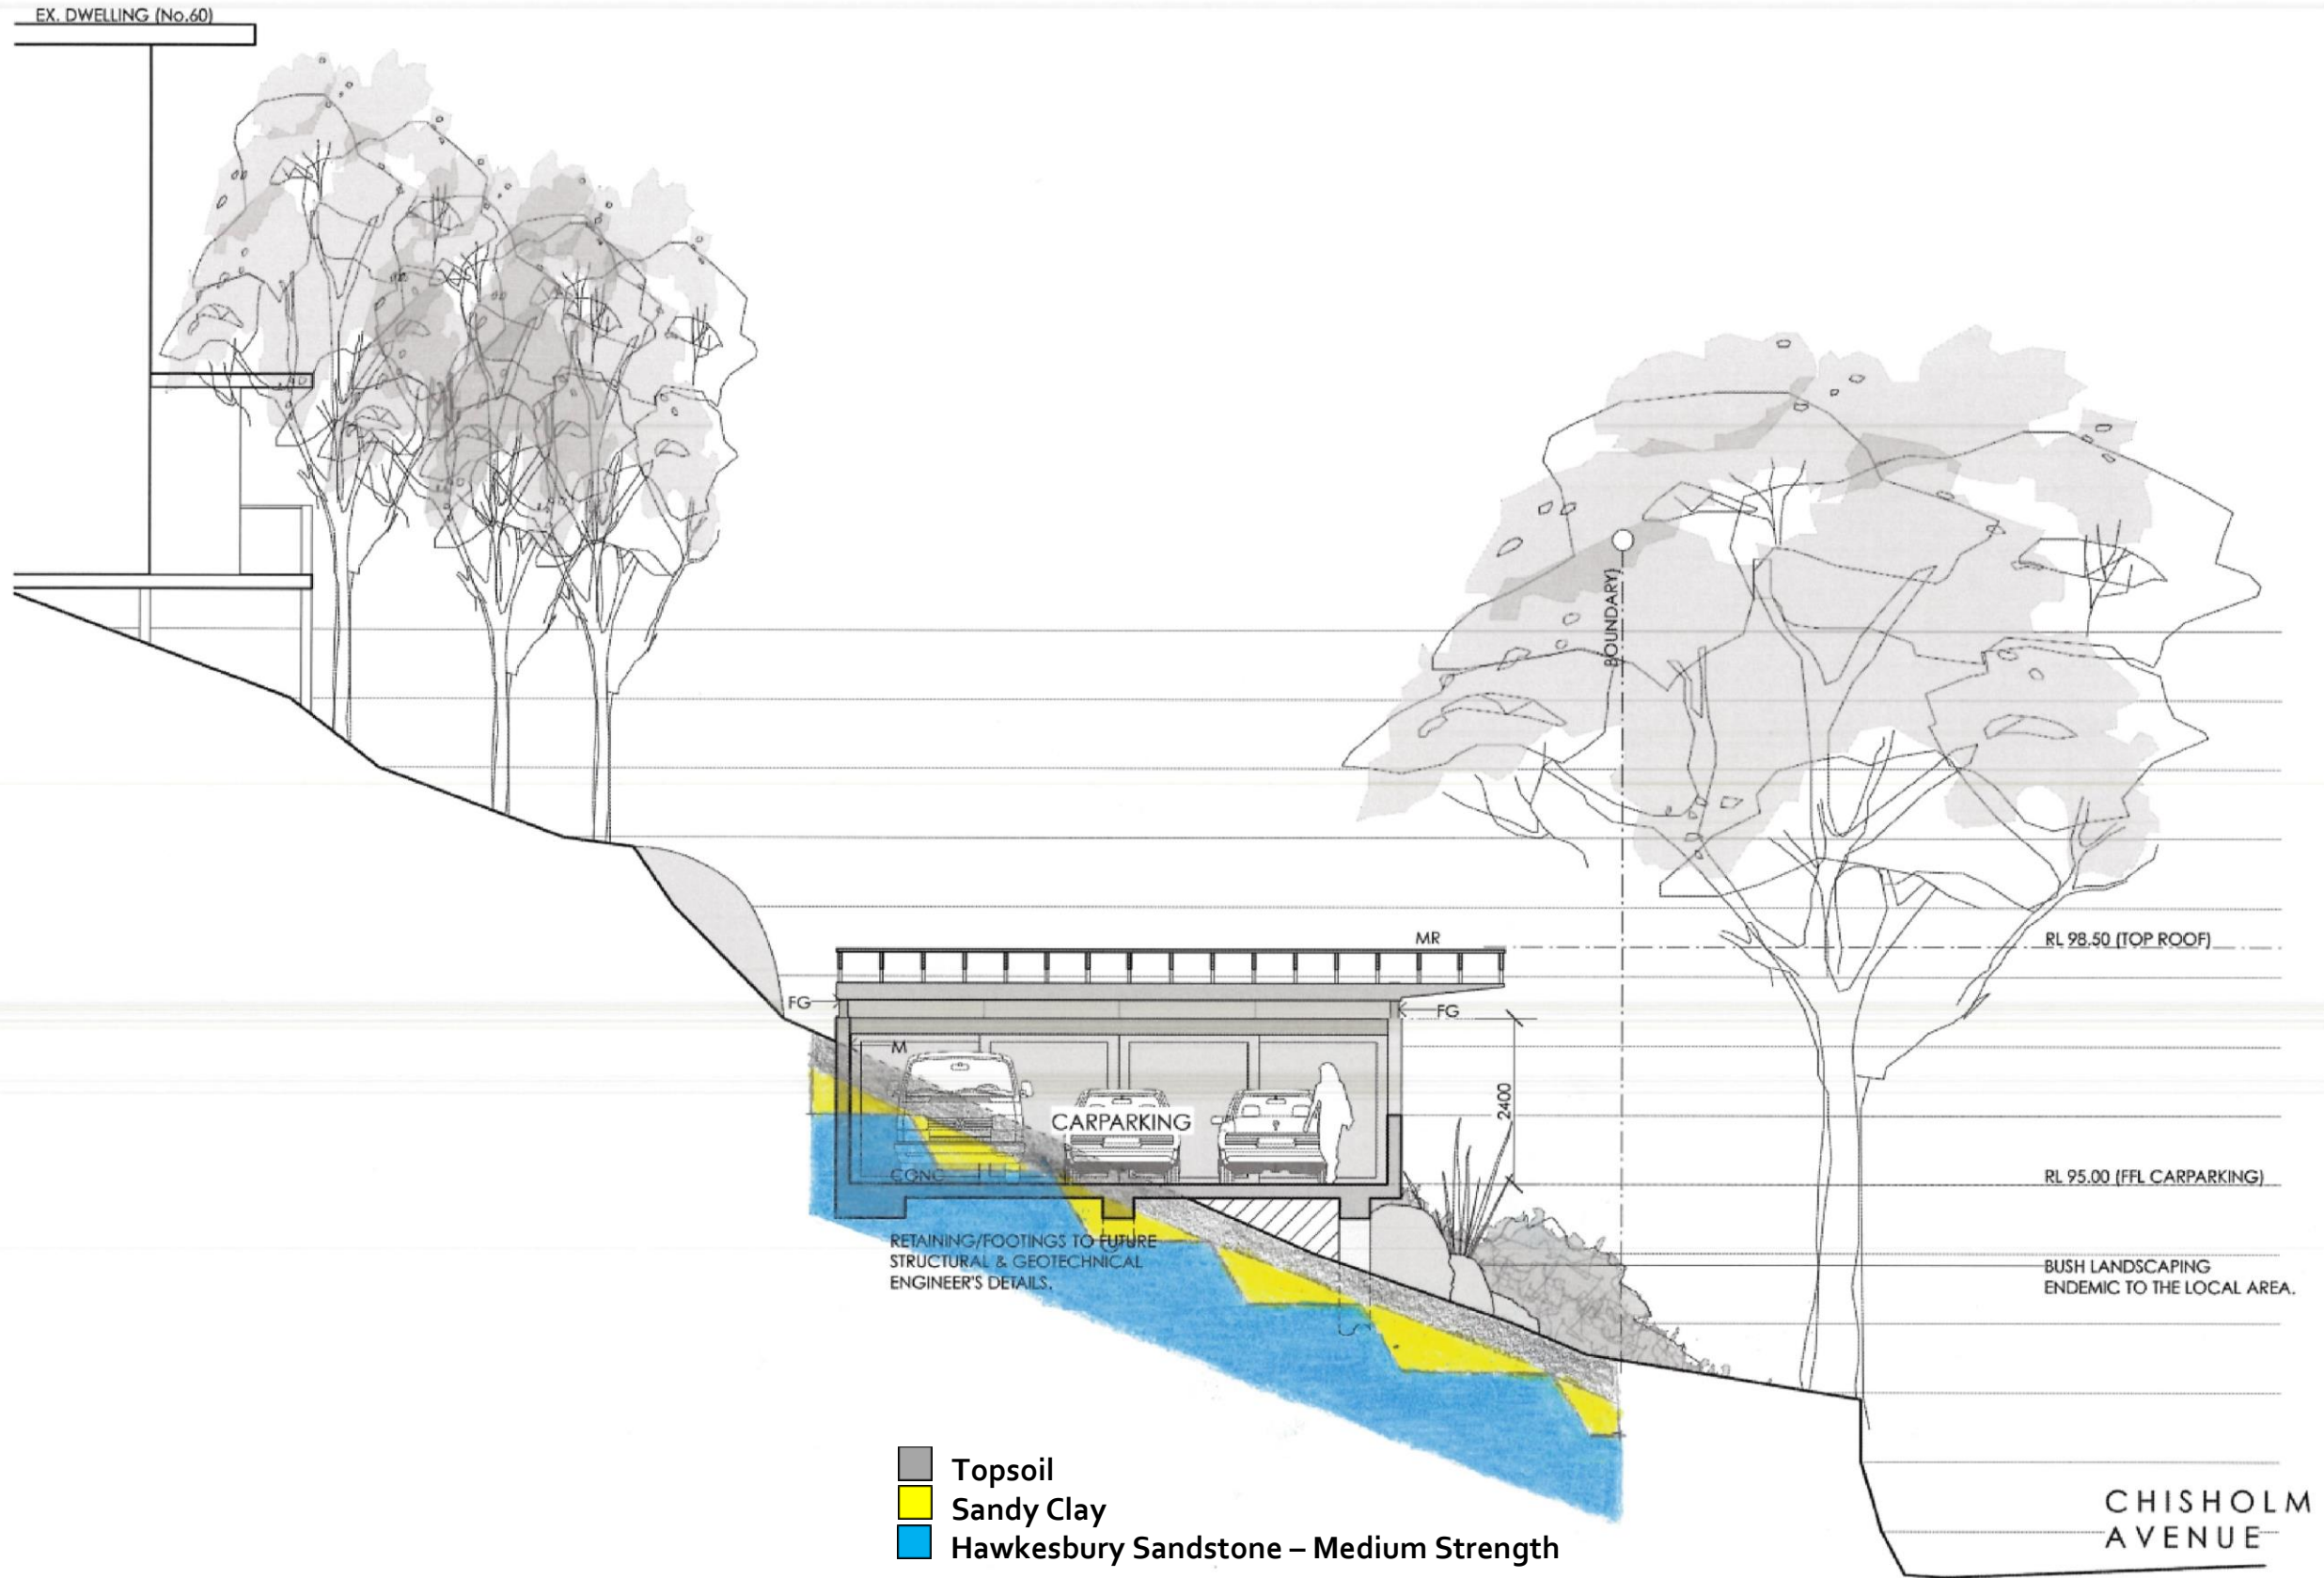 EX. DWELLING (No.60)
BOUNDARY)
MR
RL 98.50 (TOP ROOF)
FG
FG
M
2400
CARPARKING
CONC
RL 95.00 (FFL CARPARKING)
RETAINING/FOOTINGS TO FUTURE
STRUCTURAL & GEOTECHNICAL
ENGINEER'S DETAILS.
BUSH LANDSCAPING
ENDEMIC TO THE LOCAL AREA.
Topsoil
Sandy Clay
Hawkesbury Sandstone – Medium Strength
CHISHOLM
AVENUE